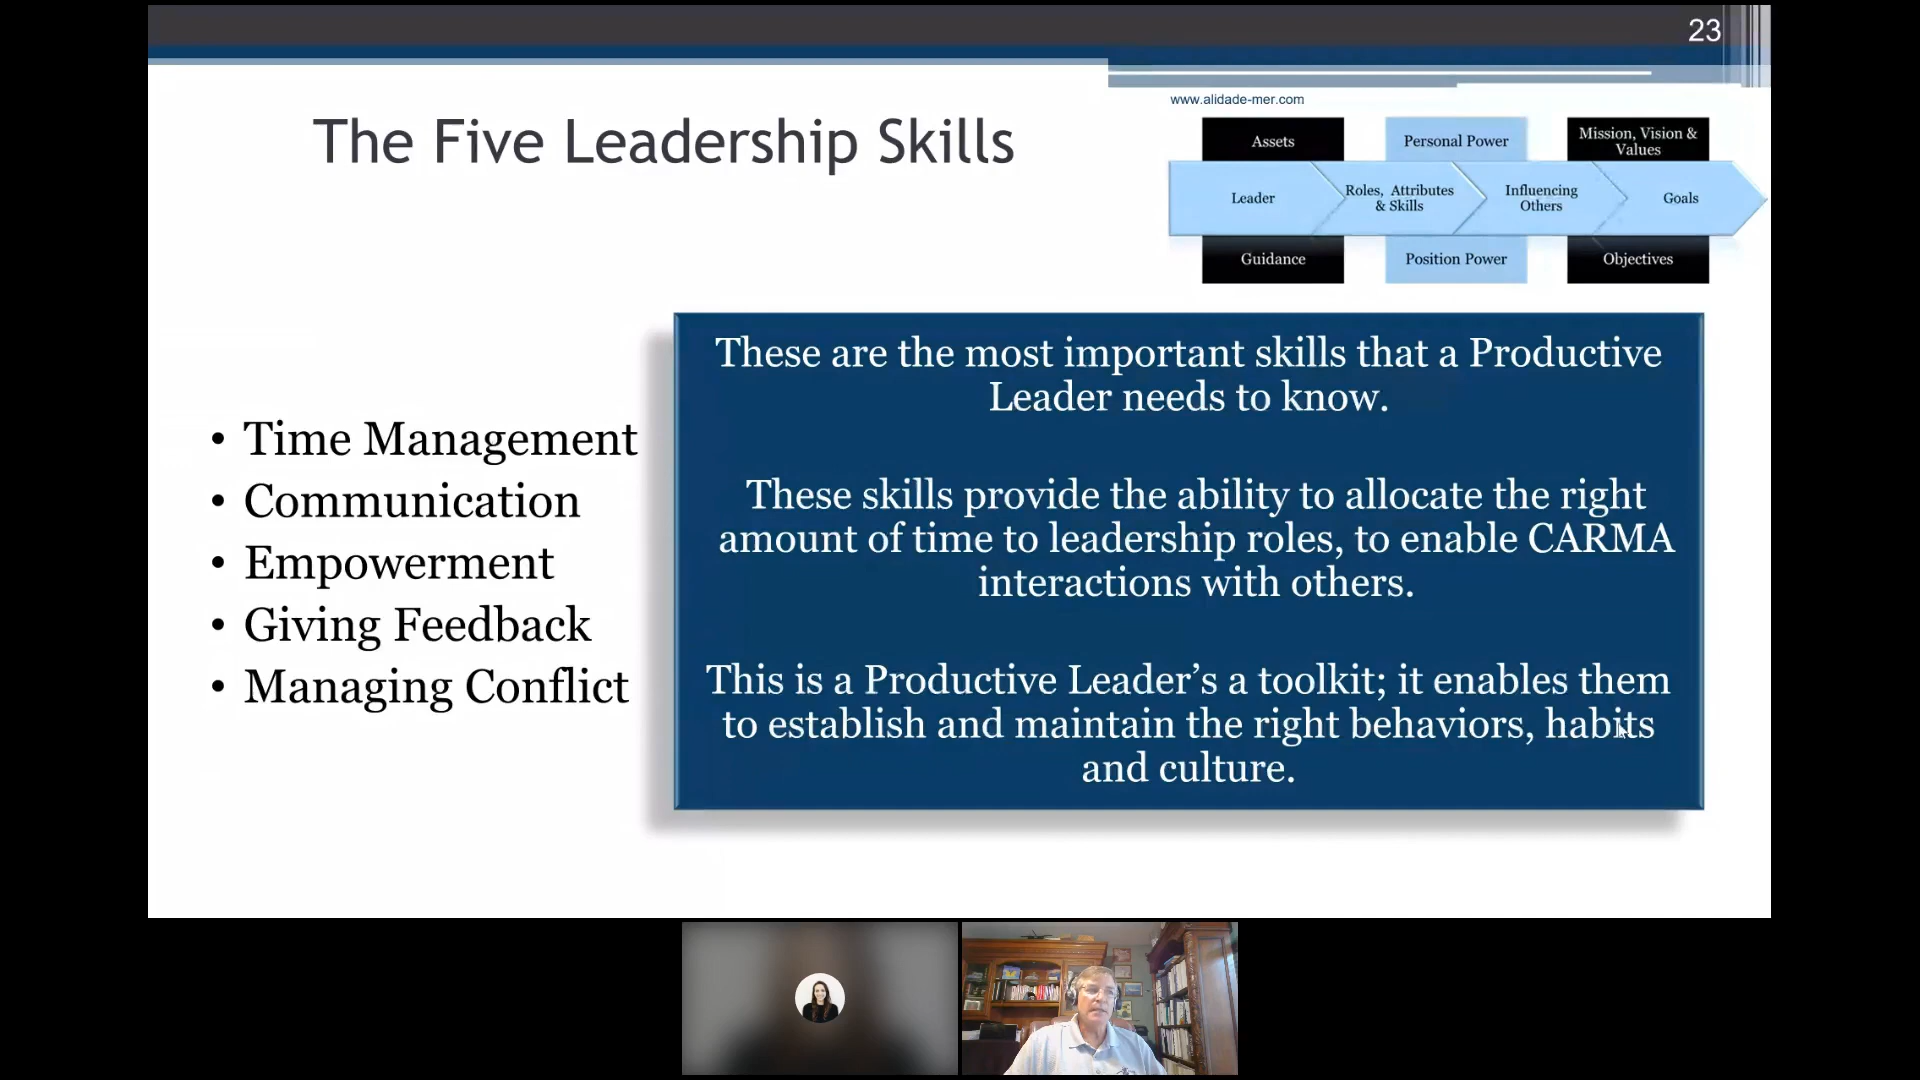 23
The Five Leadership Skills
www.alidade-mer.com
Assets
Personal Power
Mission, Vision &
Values
Leader
Roles, Attributes
& Skills
Influencing
Others
Goals
Guidance
Position Power
Objectives
• Time Management
• Communication
• Empowerment
• Giving Feedback
• Managing Conflict
These are the most important skills that a Productive
Leader needs to know.
These skills provide the ability to allocate the right
amount of time to leadership roles, to enable CARMA
interactions with others.
This is a Productive Leader’s a toolkit; it enables them
to establish and maintain the right behaviors, habits
and culture.